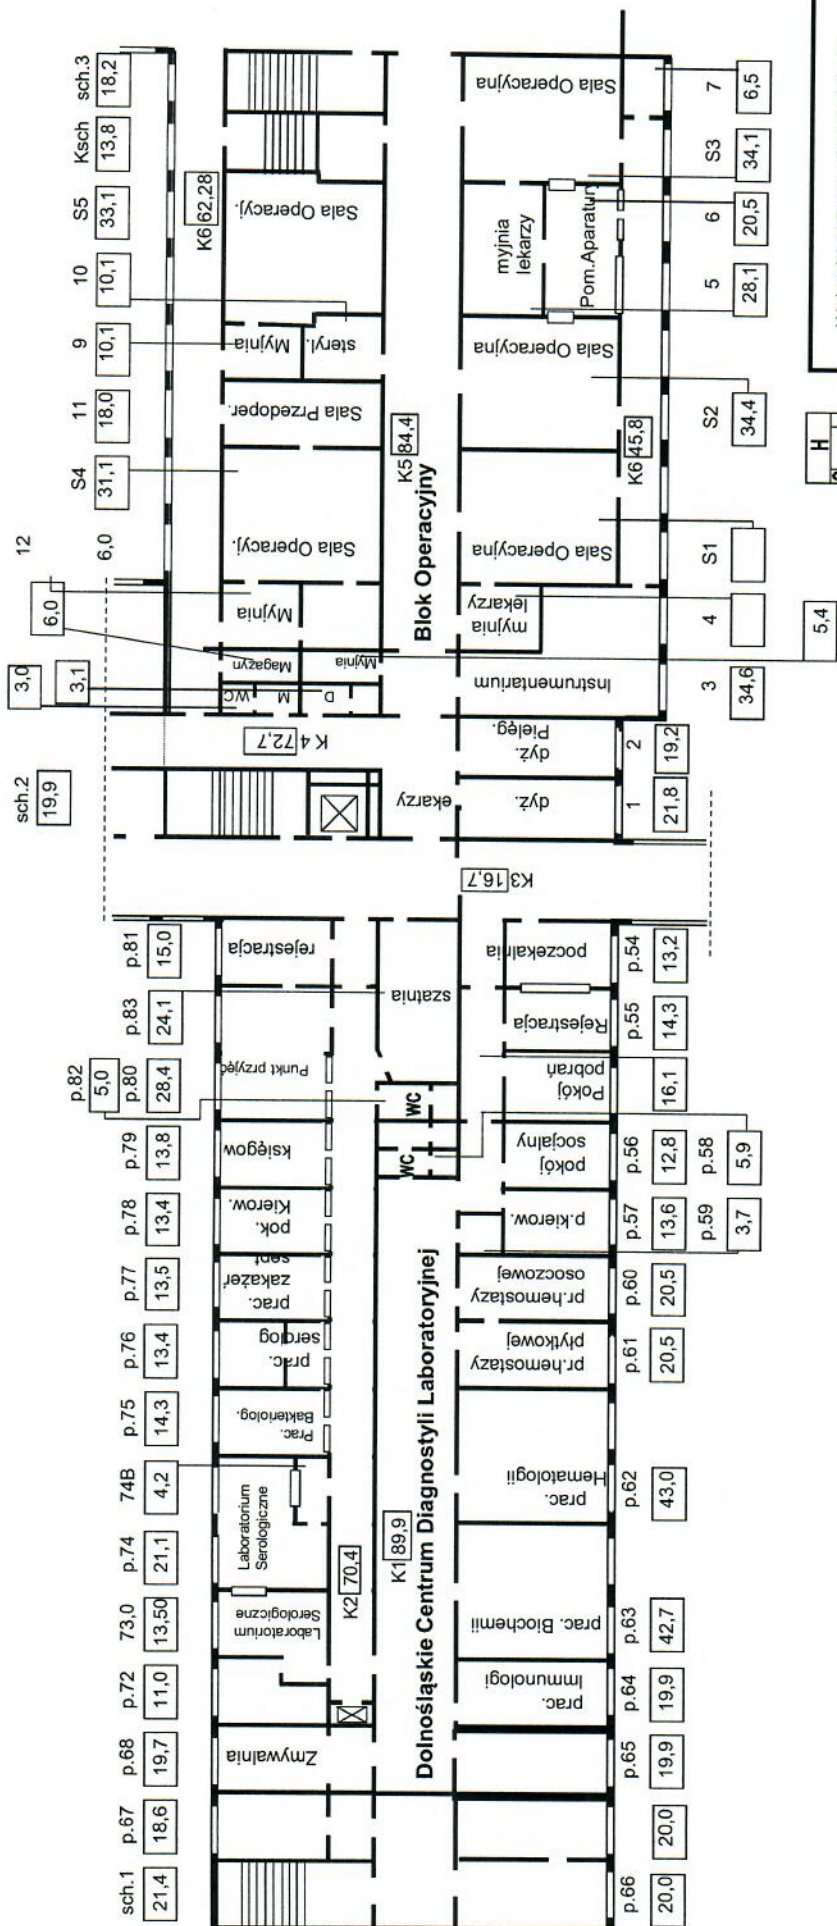 sch.1
21,4
p.67
18,6
p.68
19,7
p.72
11,0
73,0
13,50
p.74
21,1
74B
4,2
p.75
14,3
p.76
13,4
p.77
13,5
p.78
13,4
p.79
13,8
p.82
5,0
p.80
28,4
p.83
24,1
p.81
15,0
sch.2
19,9
3,0
3,1
6,0
12
6,0
S4
31,1
11
18,0
9
10,1
10
10,1
S5
33,1
Ksch
13,8
sch.3
18,2
K6 62,28
Zmywalnia
Laboratorium
Serologiczne
Laboratorium
Serologiczne
Prac.
Bakteriolog.
prac.
serolog
prac.
zakażeń
pok.
Kierow.
księgow
Punkt przyjęć
rejestracja
K 4 72,7
WC
M
D
Magazyn
Myjnia
Myjnia
Sala Operacyj.
Sala Przedoper.
Myjnia
steryl.
Sala Operacyj.
K2 70,4
K1 89,9
WC
WC
szatnia
ekarzy
K5 84,4
Dolnośląskie Centrum Diagnostyli Laboratoryjnej
K3 16,7
Blok Operacyjny
prac.
Immunologi
prac. Biochemii
prac.
Hematologii
pr.hemostazy
płytkowej
pr.hemostazy
osoczowej
p.kierow.
pokój
socjalny
Pokój
pobrań
Rejestracja
poczekalnia
dyż.
dyż.
Pielęg.
Instrumentarium
myjnia
lekarzy
Sala Operacyjna
Sala Operacyjna
myjnia
lekarzy
Pom.Aparatury
Sala Operacyjna
K6 45,8
p.66
20,0
20,0
p.65
19,9
p.64
19,9
p.63
42,7
p.62
43,0
p.61
20,5
p.60
20,5
p.57
13,6
p.59
3,7
p.56
12,8
p.58
5,9
16,1
p.55
14,3
p.54
13,2
1
21,8
2
19,2
3
34,6
4
5,4
S1
S2
34,4
5
28,1
6
20,5
S3
34,1
7
6,5
H